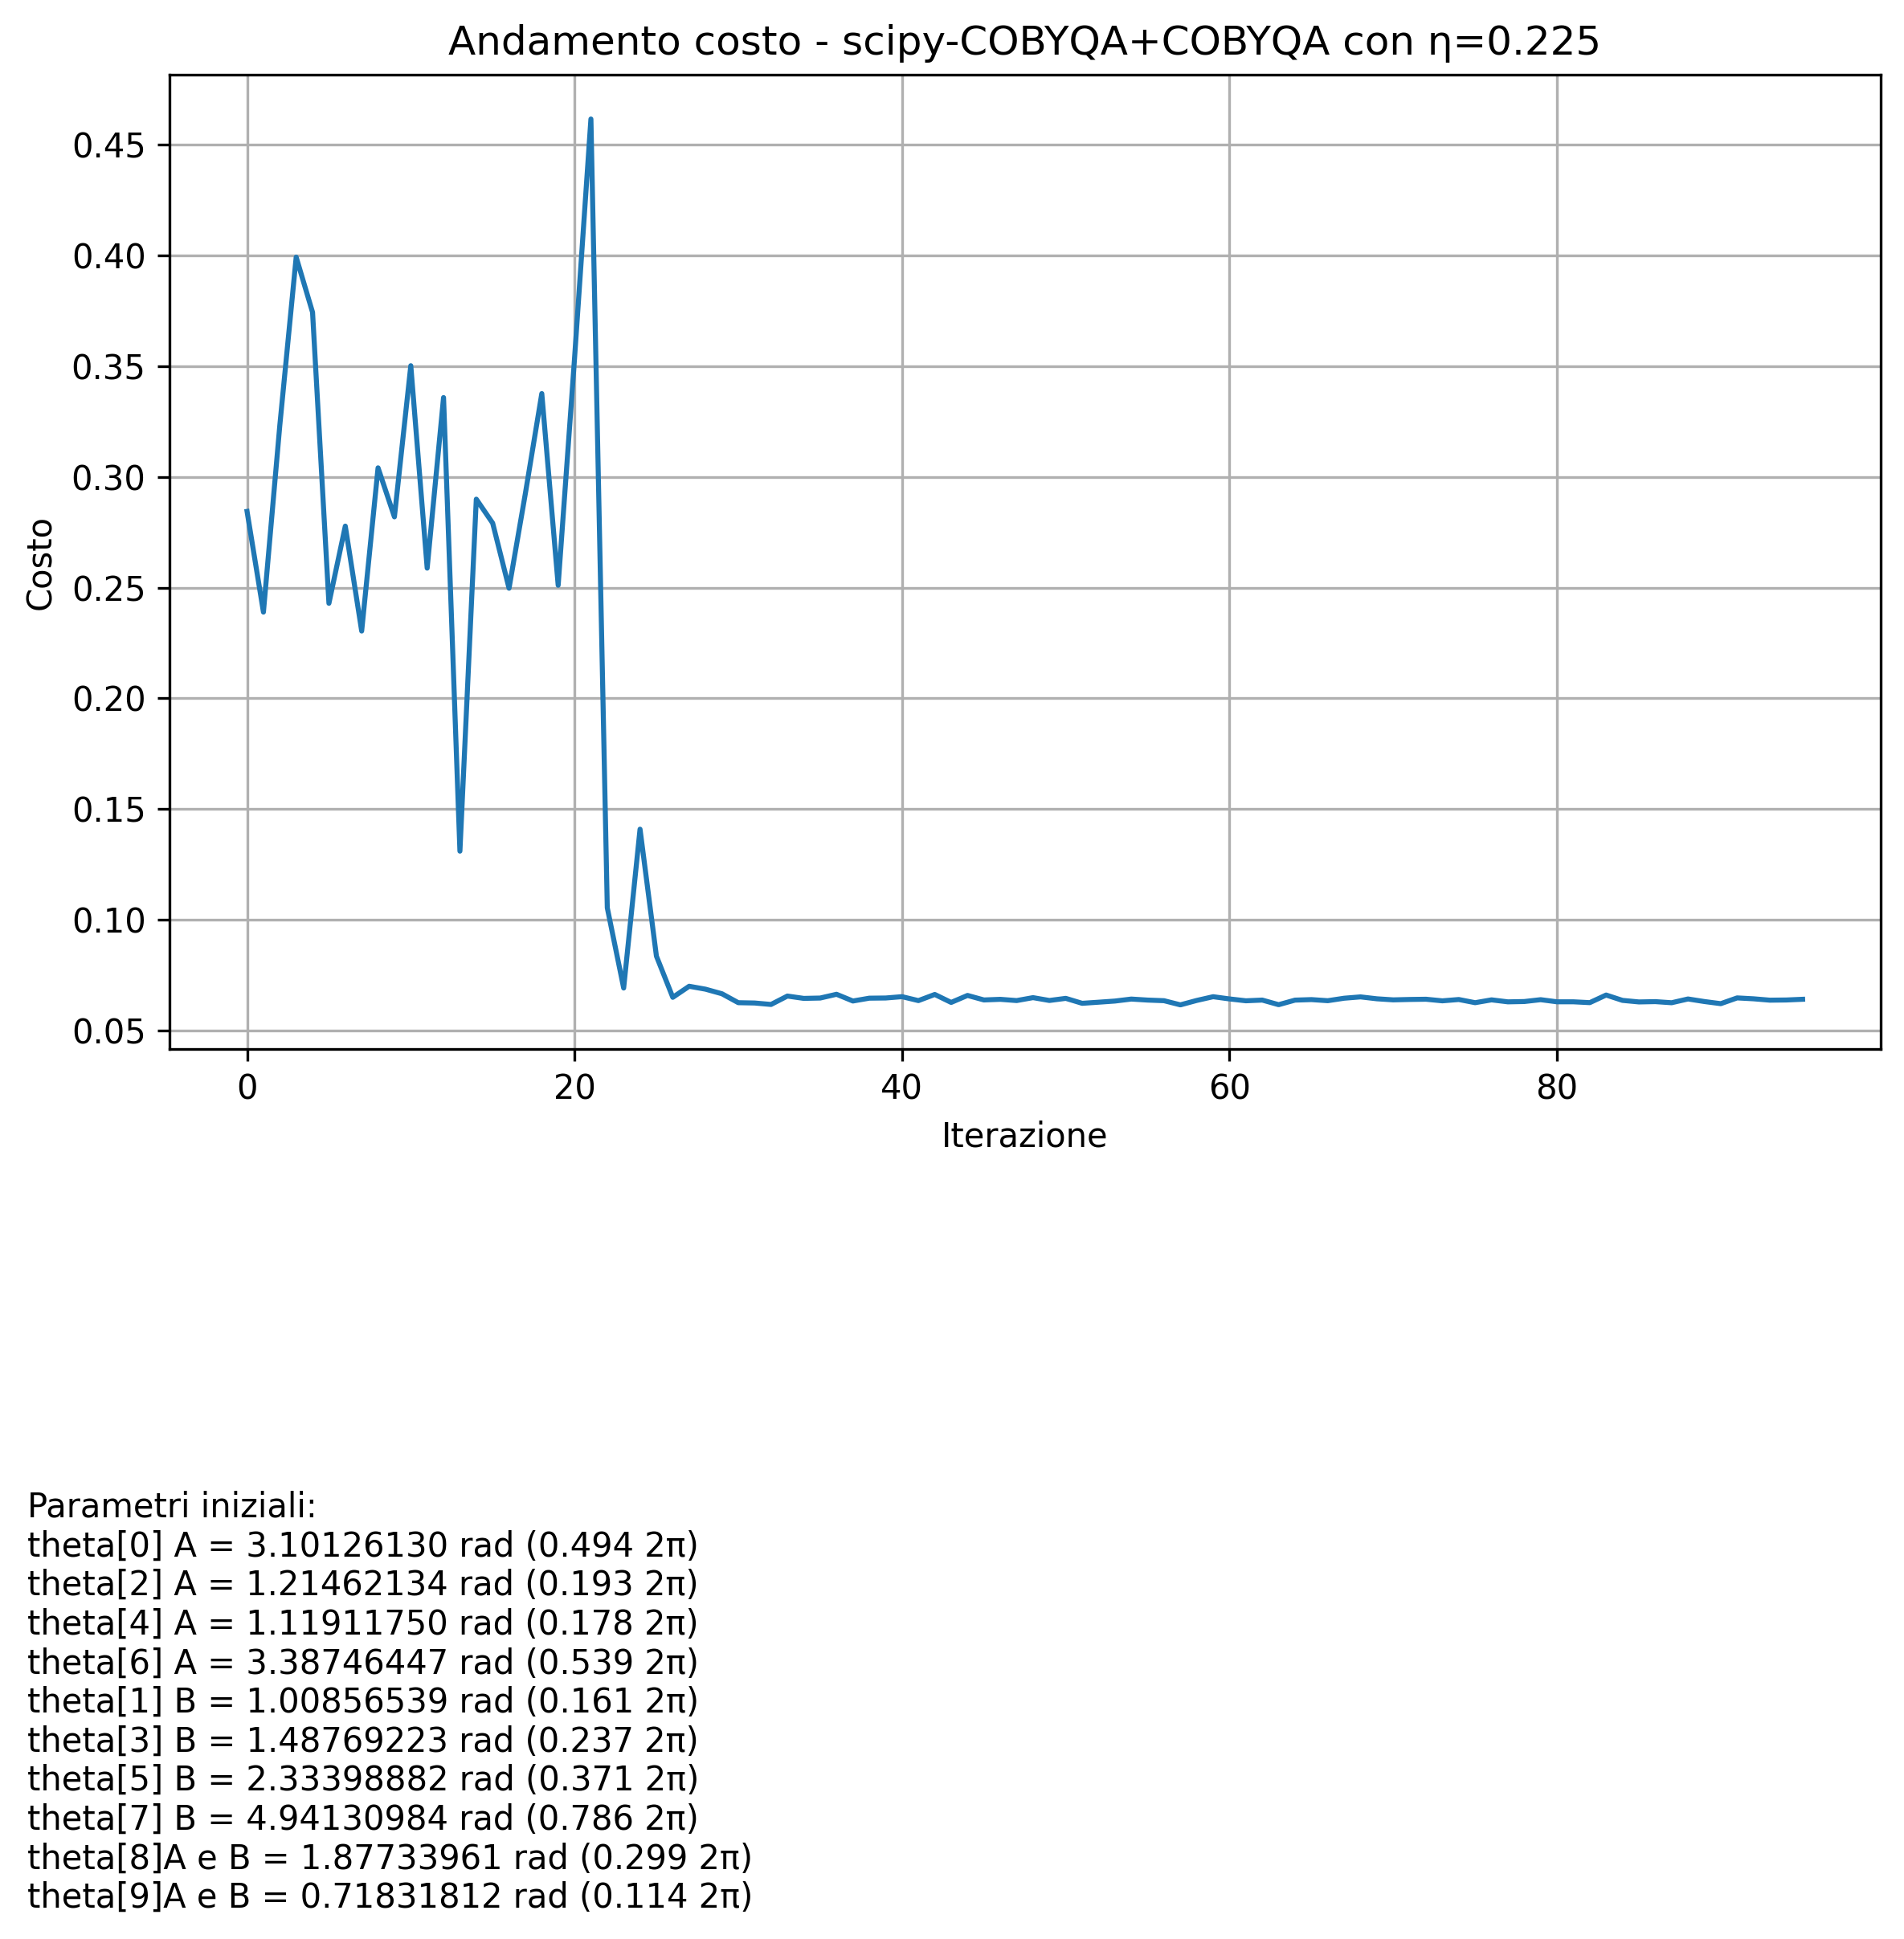 Andamento costo - scipy-COBYQA+COBYQA con η=0.225
0.45
0.40
0.35
0.30
0.25
0.20
0.15
0.10
0.05
Costo
0 20 40 60 80
Iterazione
Parametri iniziali:
theta[0] A = 3.10126130 rad (0.494 2π)
theta[2] A = 1.21462134 rad (0.193 2π)
theta[4] A = 1.11911750 rad (0.178 2π)
theta[6] A = 3.38746447 rad (0.539 2π)
theta[1] B = 1.00856539 rad (0.161 2π)
theta[3] B = 1.48769223 rad (0.237 2π)
theta[5] B = 2.33398882 rad (0.371 2π)
theta[7] B = 4.94130984 rad (0.786 2π)
theta[8]A e B = 1.87733961 rad (0.299 2π)
theta[9]A e B = 0.71831812 rad (0.114 2π)